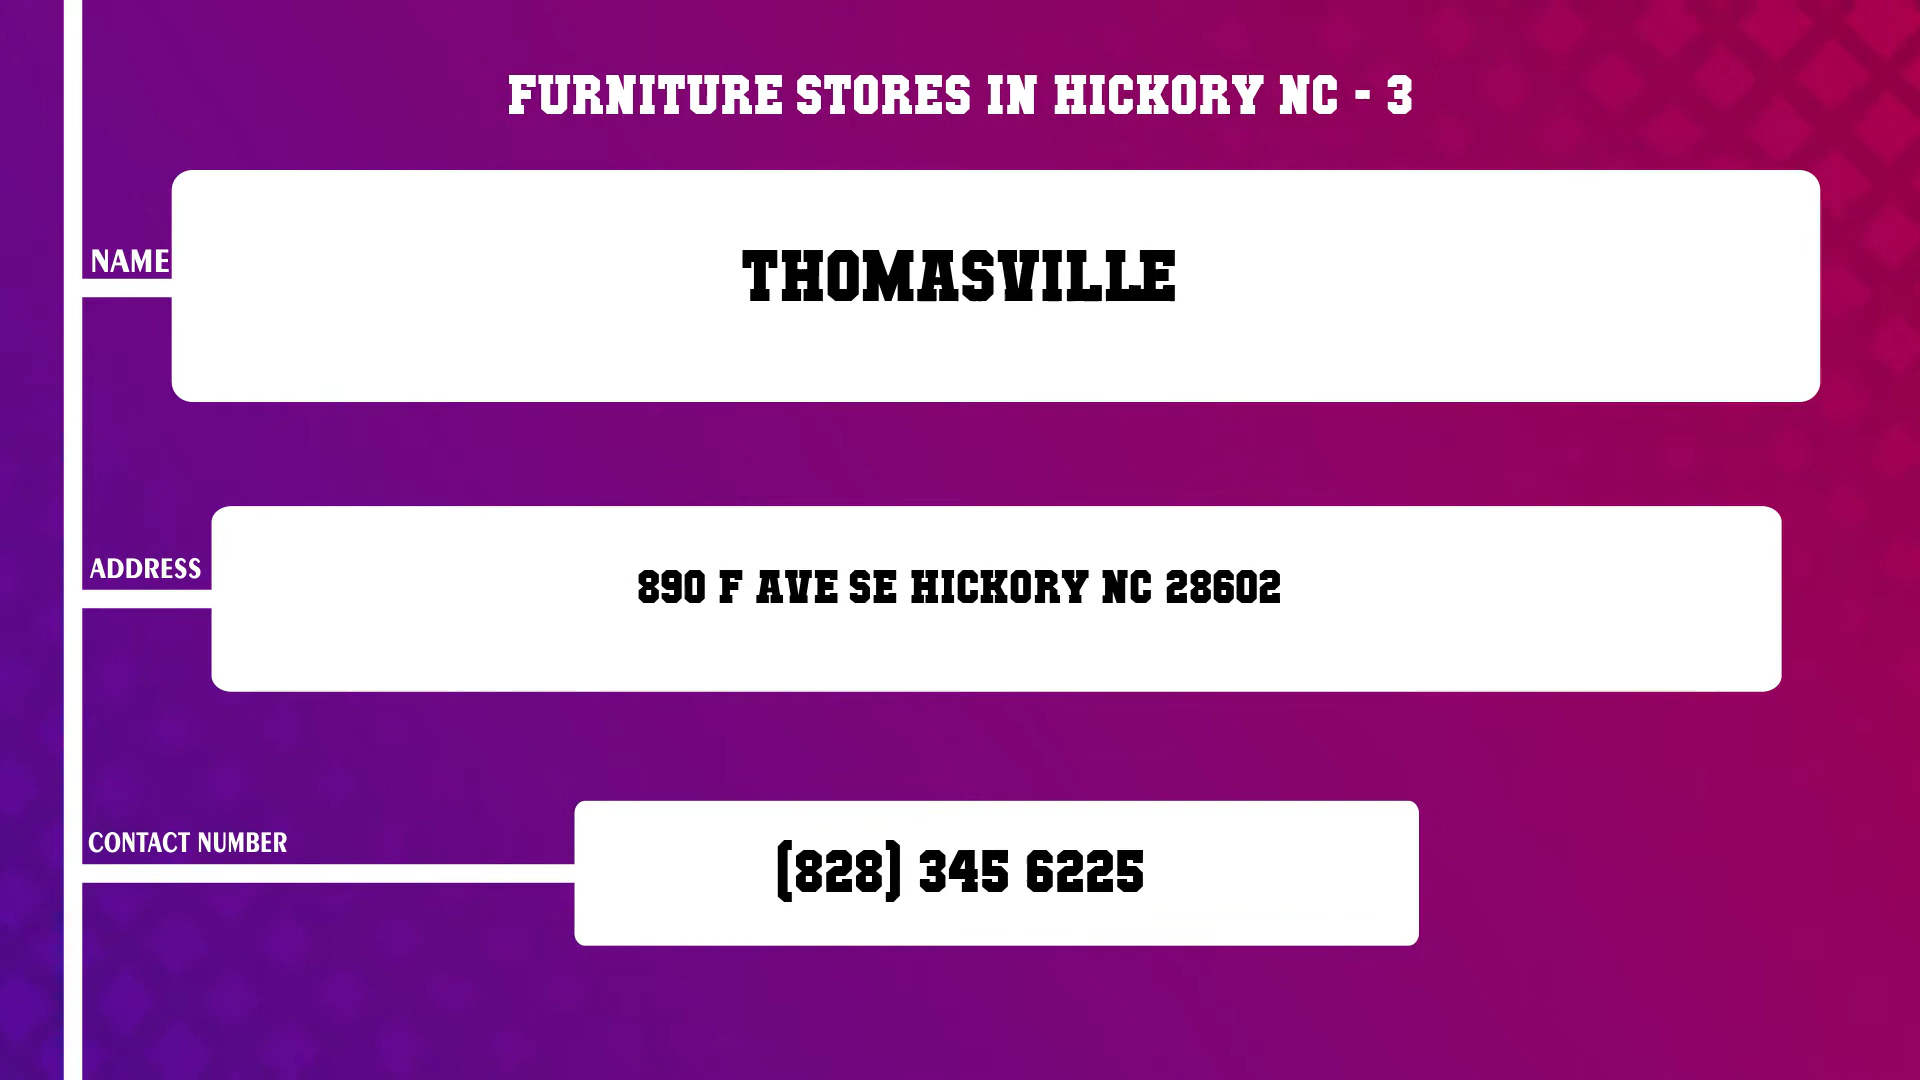 FURNITURE STORES IN HICKORY NC - 3
NAME
THOMASVILLE
ADDRESS
890 F AVE SE HICKORY NC 28602
CONTACT NUMBER
(828) 345 6225